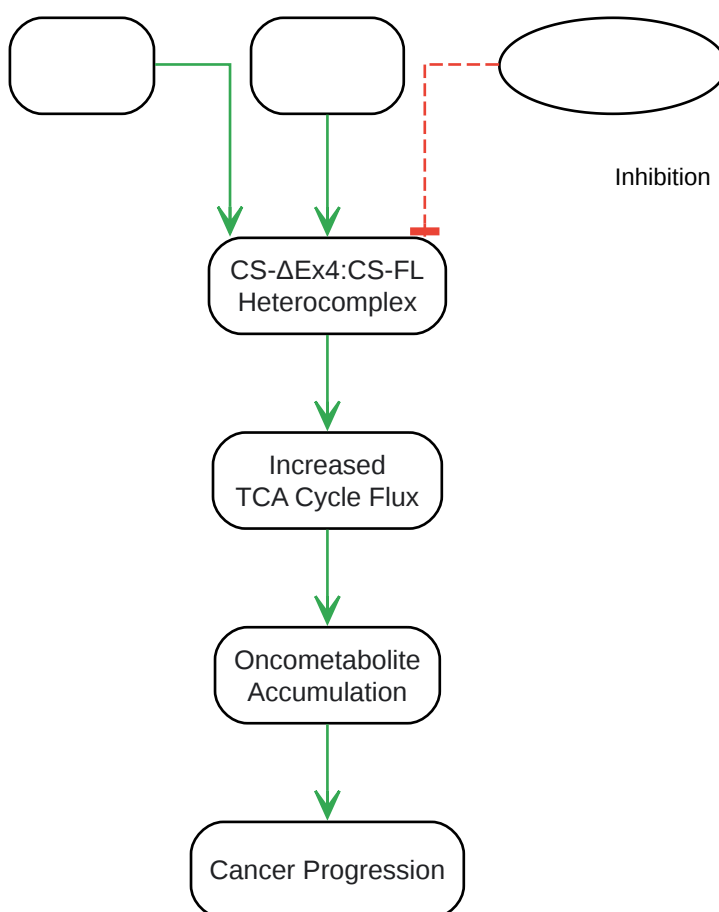 Inhibition
CS-ΔEx4:CS-FL
Heterocomplex
Increased
TCA Cycle Flux
Oncometabolite
Accumulation
Cancer Progression